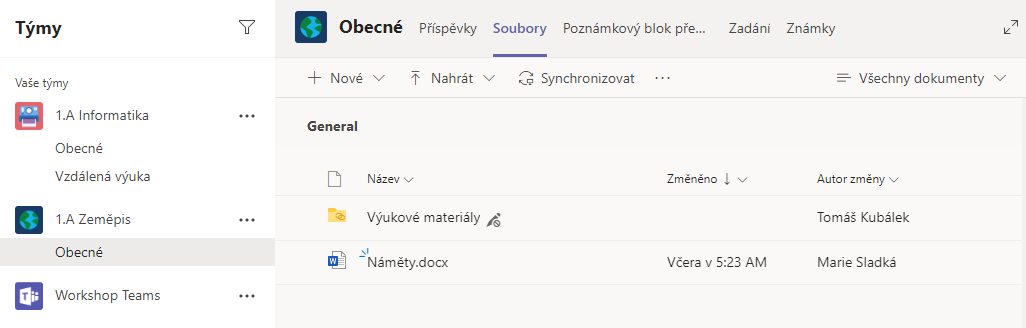 Týmy
Vaše týmy
1.A Informatika
Obecné
Vzdálená výuka
1.A Zeměpis
Obecné
Workshop Teams
Obecné Příspěvky Soubory Poznámkový blok pře... Zadání Známky
Nové Nahrát Synchronizovat Všechny dokumenty
General
Název Změněno Autor změny
Výukové materiály Tomáš Kubálek
Náměty.docx Včera v 5:23 AM Marie Sladká